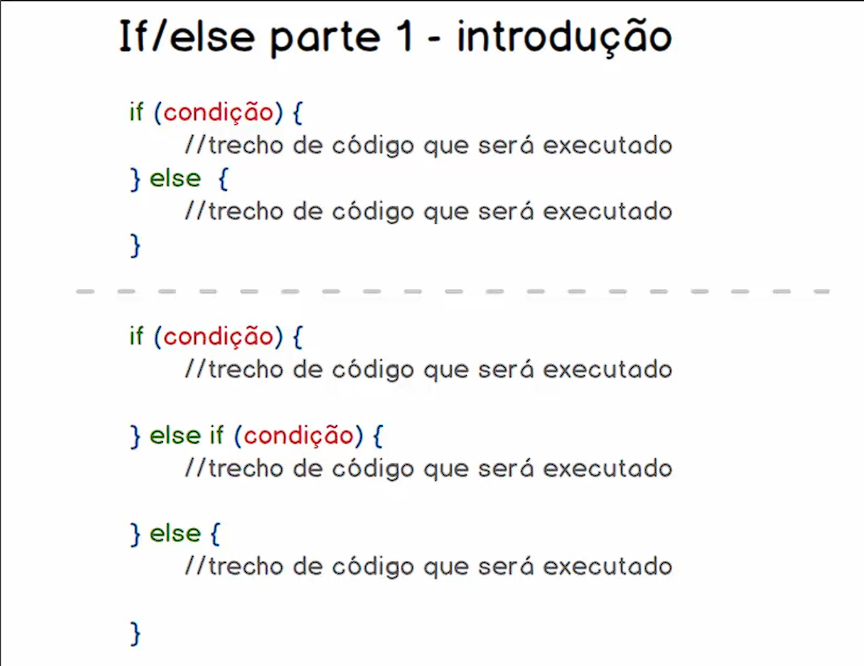 If/else parte 1 - introdução
if (condição) {
//trecho de código que será executado
} else {
//trecho de código que será executado
}
if (condição) {
//trecho de código que será executado
} else if (condição) {
//trecho de código que será executado
} else {
//trecho de código que será executado
}